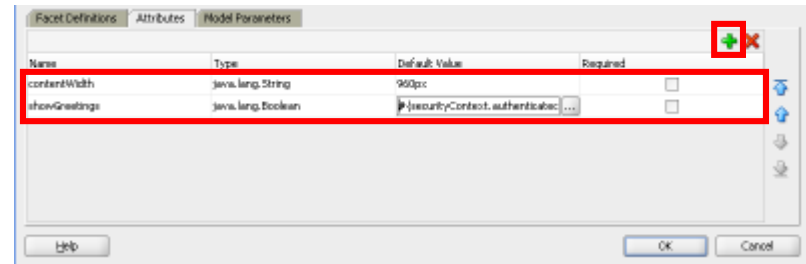 Facet Definitions Attributes Model Parameters
Name Type Default Value Required
contentWidth java.lang.String 960px
showGreetings java.lang.Boolean #{securityContext.authenticated ...
Help OK Cancel